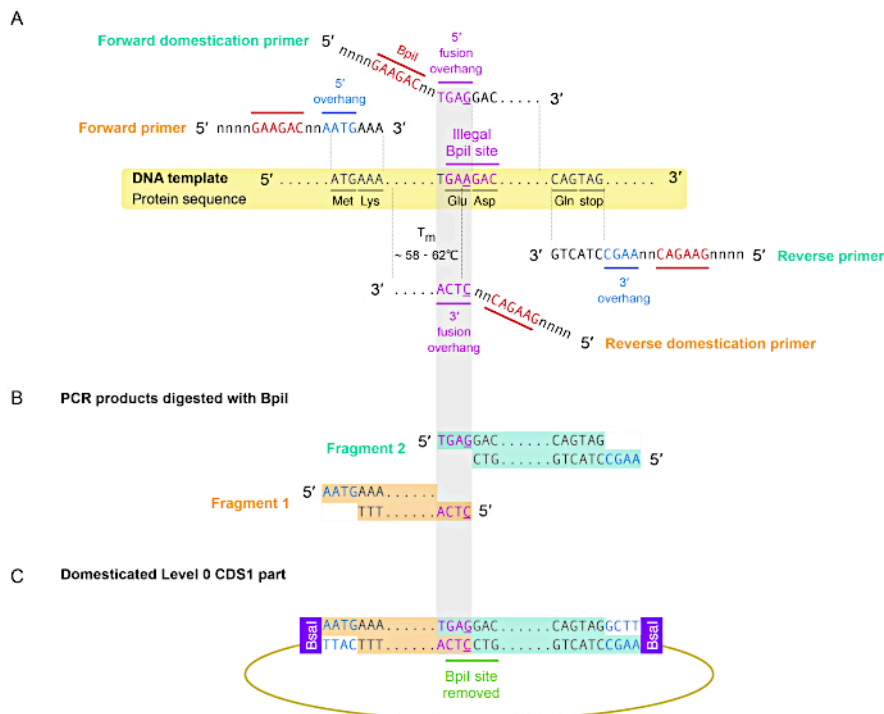 A
Forward domestication primer 5′ nnnnGAAGACnnTGAGGAC..... 3′
BpiI
5′
fusion
overhang
5′
overhang
Forward primer 5′ nnnnGAAGACnnAATGAAA 3′
Illegal
BpiI site
DNA template 5′ ......ATGAAA.....TGAAGAC......CAGTAG...... 3′
Protein sequence Met Lys Glu Asp Gln stop
Tm
~ 58 - 62°C
3′ GTCATCCGAAnnCAGAAGnnnn 5′ Reverse primer
3′
overhang
3′ .....ACTCnnCAGAAGnnnn 5′
3′
fusion
overhang
Reverse domestication primer
B PCR products digested with BpiI
Fragment 2 5′ TGAGGAC......CAGTAG
CTG......GTCATCCGAA 5′
Fragment 1 5′ AATGAAA......
TTT......ACTC 5′
C Domesticated Level 0 CDS1 part
BsaI AATGAAA......TGAGGAC......CAGTAGGCTT BsaI
TTACTTT......ACTCCTG......GTCATCCGAA
BpiI site
removed